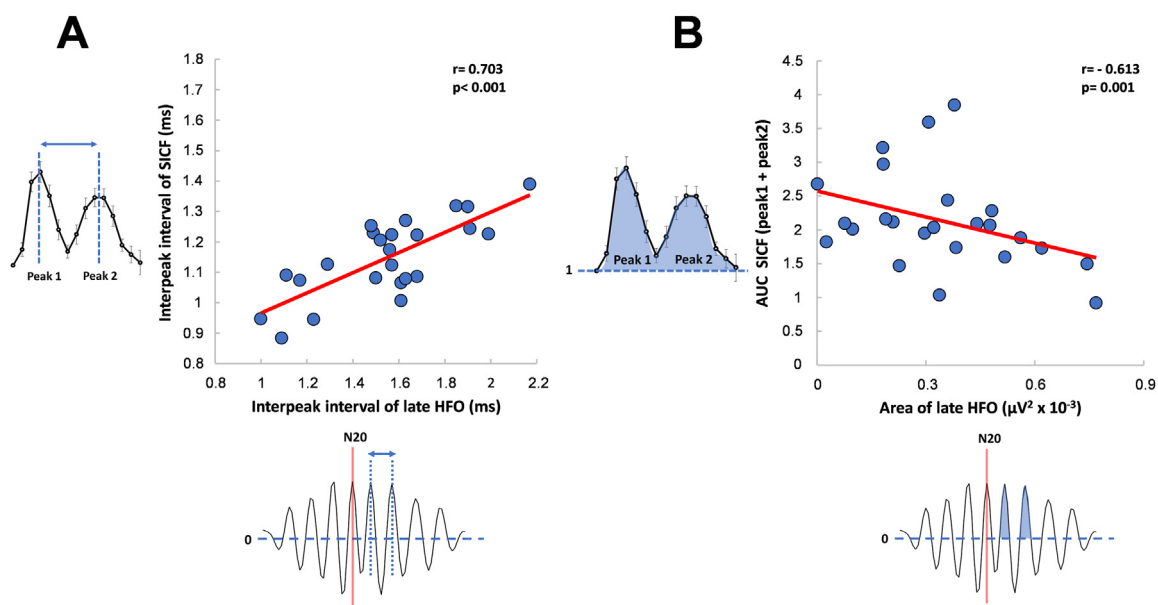 A
B
1.8
1.7
1.6
1.5
1.4
1.3
1.2
1.1
1
0.9
0.8
Interpeak interval of SICF (ms)
r= 0.703
p< 0.001
Peak 1 Peak 2
0.8 1 1.2 1.4 1.6 1.8 2 2.2
Interpeak interval of late HFO (ms)
N20
0
4.5
4
3.5
3
2.5
2
1.5
1
0.5
0
AUC SICF (peak1 + peak2)
r= - 0.613
p= 0.001
Peak 1 Peak 2
1
0 0.3 0.6 0.9
Area of late HFO (µV² x 10⁻³)
N20
0